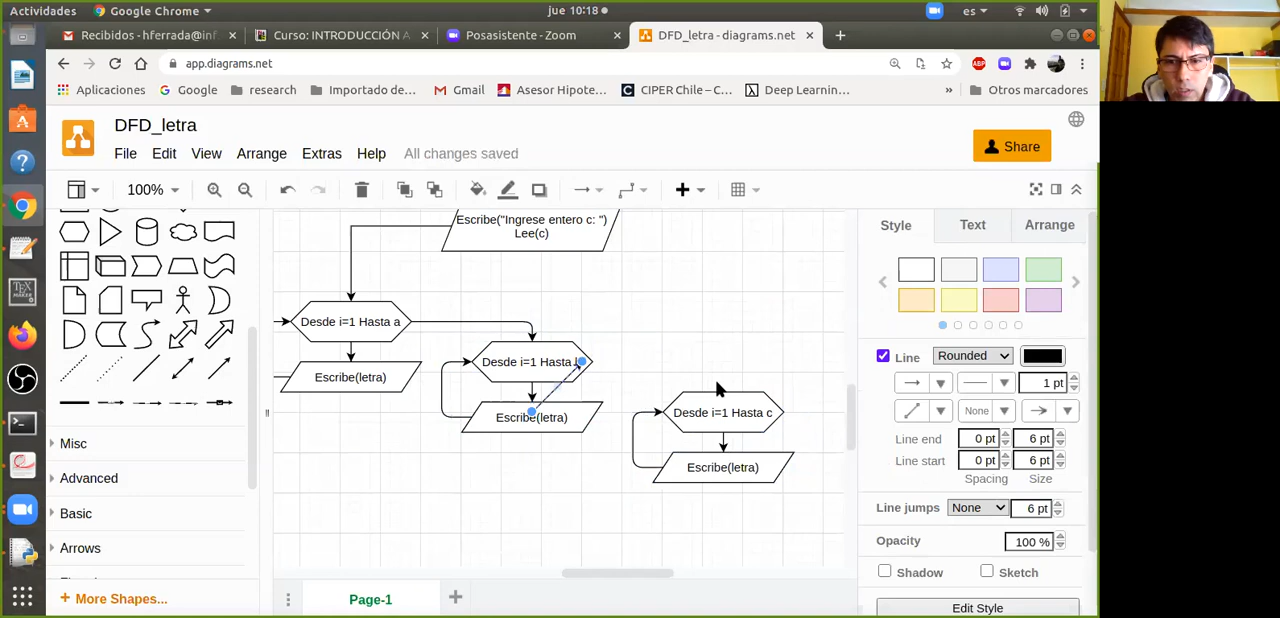 Actividades
Google Chrome
jue 10:18
es
Recibidos - hferrada@inf
Curso: INTRODUCCIÓN A
Posasistente - Zoom
DFD_letra - diagrams.net
app.diagrams.net
ABP
Aplicaciones
Google
research
Importado de…
Gmail
Asesor Hipote…
CIPER Chile – C…
Deep Learnin…
»
Otros marcadores
DFD_letra
File
Edit
View
Arrange
Extras
Help
All changes saved
Share
100%
Escribe("Ingrese entero c: ")
Lee(c)
Desde i=1 Hasta a
Escribe(letra)
Desde i=1 Hasta
Escribe(letra)
Desde i=1 Hasta c
Escribe(letra)
Misc
Advanced
Basic
Arrows
+ More Shapes...
Page-1
Style
Text
Arrange
Line
Rounded
1 pt
None
Line end
0 pt
6 pt
Line start
0 pt
6 pt
Spacing
Size
Line jumps
None
6 pt
Opacity
100 %
Shadow
Sketch
Edit Style